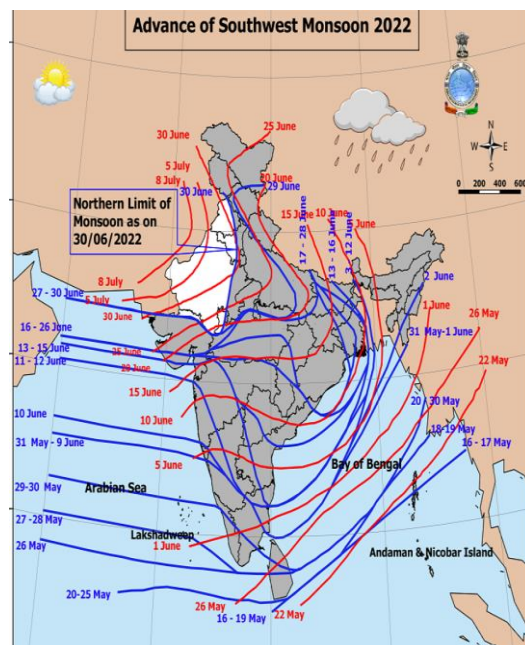 Advance of Southwest Monsoon 2022
N
W
E
S
0
200
400
600
30 June
25 June
5 July
8 July
30 June
20 June
29 June
Northern Limit of
Monsoon as on
30/06/2022
15 June
10 June
17 - 28 June
13 - 16 June
3 - 12 June
2 June
8 July
5 July
27 - 30 June
30 June
1 June
26 May
16 - 26 June
31 May-1 June
13 - 15 June
25 June
11 - 12 June
20 June
22 May
15 June
20 - 30 May
10 June
10 June
18-19 May
31 May - 9 June
16 - 17 May
5 June
Bay of Bengal
29-30 May
Arabian Sea
27 -28 May
Lakshadweep
26 May
1 June
Andaman & Nicobar Island
20-25 May
26 May
22 May
16 - 19 May